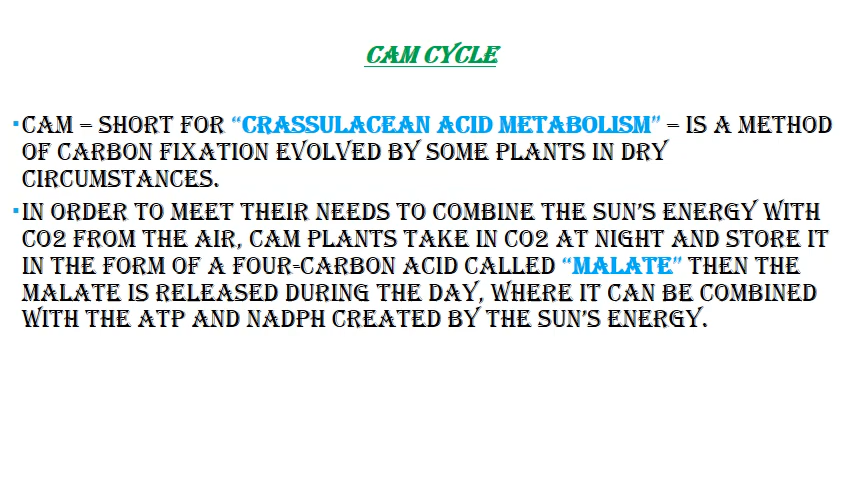 CAM CYCLE
▪CAM – SHORT FOR “CRASSULACEAN ACID METABOLISM” – IS A METHOD
OF CARBON FIXATION EVOLVED BY SOME PLANTS IN DRY
CIRCUMSTANCES.
▪IN ORDER TO MEET THEIR NEEDS TO COMBINE THE SUN’S ENERGY WITH
CO2 FROM THE AIR, CAM PLANTS TAKE IN CO2 AT NIGHT AND STORE IT
IN THE FORM OF A FOUR-CARBON ACID CALLED “MALATE” THEN THE
MALATE IS RELEASED DURING THE DAY, WHERE IT CAN BE COMBINED
WITH THE ATP AND NADPH CREATED BY THE SUN’S ENERGY.